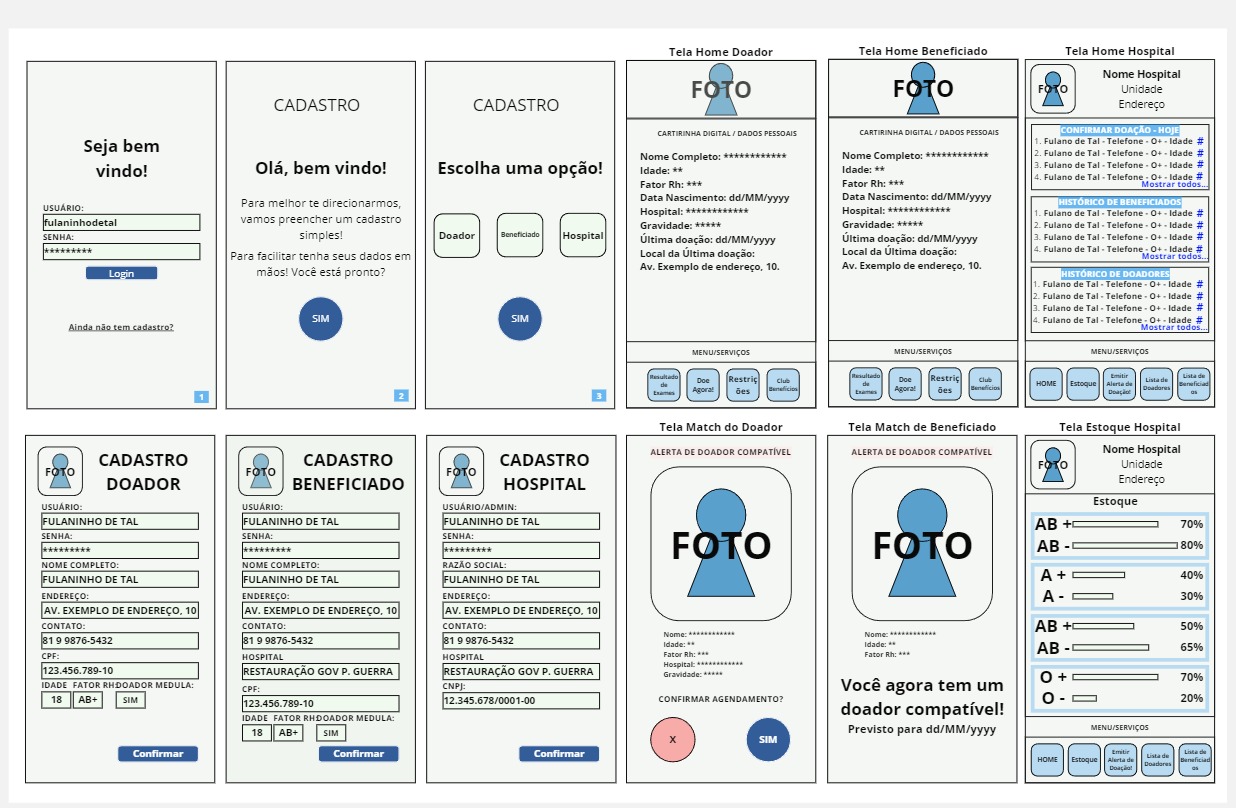 Seja bem
vindo!
USUÁRIO:
fulaninhodetal
SENHA:
*********
Login
Ainda não tem cadastro?
1
CADASTRO
Olá, bem vindo!
Para melhor te direcionarmos,
vamos preencher um cadastro
simples!
Para facilitar tenha seus dados em
mãos! Você está pronto?
SIM
2
CADASTRO
Escolha uma opção!
Doador
Beneficiado
Hospital
SIM
3
Tela Home Doador
FOTO
CARTIRINHA DIGITAL / DADOS PESSOAIS
Nome Completo: ************
Idade: **
Fator Rh: ***
Data Nascimento: dd/MM/yyyy
Hospital: ************
Gravidade: *****
Última doação: dd/MM/yyyy
Local da Última doação:
Av. Exemplo de endereço, 10.
MENU/SERVIÇOS
Resultado
de
Exames
Doe
Agora!
Restriç
ões
Club
Benefícios
Tela Home Beneficiado
FOTO
CARTIRINHA DIGITAL / DADOS PESSOAIS
Nome Completo: ************
Idade: **
Fator Rh: ***
Data Nascimento: dd/MM/yyyy
Hospital: ************
Gravidade: *****
Última doação: dd/MM/yyyy
Local da Última doação:
Av. Exemplo de endereço, 10.
MENU/SERVIÇOS
Resultado
de
Exames
Doe
Agora!
Restriç
ões
Club
Benefícios
Tela Home Hospital
FOTO
Nome Hospital
Unidade
Endereço
CONFIRMAR DOAÇÃO - HOJE
1. Fulano de Tal - Telefone - O+ - Idade #
2. Fulano de Tal - Telefone - O+ - Idade #
3. Fulano de Tal - Telefone - O+ - Idade #
4. Fulano de Tal - Telefone - O+ - Idade #
Mostrar todos...
HISTÓRICO DE BENEFICIADOS
1. Fulano de Tal - Telefone - O+ - Idade #
2. Fulano de Tal - Telefone - O+ - Idade #
3. Fulano de Tal - Telefone - O+ - Idade #
4. Fulano de Tal - Telefone - O+ - Idade #
Mostrar todos...
HISTÓRICO DE DOADORES
1. Fulano de Tal - Telefone - O+ - Idade #
2. Fulano de Tal - Telefone - O+ - Idade #
3. Fulano de Tal - Telefone - O+ - Idade #
4. Fulano de Tal - Telefone - O+ - Idade #
Mostrar todos...
MENU/SERVIÇOS
HOME
Estoque
Emitir
Alerta de
Doação!
Lista de
Doadores
Lista de
Beneficiad
os
FOTO
CADASTRO
DOADOR
USUÁRIO:
FULANINHO DE TAL
SENHA:
*********
NOME COMPLETO:
FULANINHO DE TAL
ENDEREÇO:
AV. EXEMPLO DE ENDEREÇO, 10
CONTATO:
81 9 9876-5432
CPF:
123.456.789-10
IDADE FATOR RH: DOADOR MEDULA:
18 AB+ SIM
Confirmar
FOTO
CADASTRO
BENEFICIADO
USUÁRIO:
FULANINHO DE TAL
SENHA:
*********
NOME COMPLETO:
FULANINHO DE TAL
ENDEREÇO:
AV. EXEMPLO DE ENDEREÇO, 10
CONTATO:
81 9 9876-5432
HOSPITAL
RESTAURAÇÃO GOV P. GUERRA
CPF:
123.456.789-10
IDADE FATOR RH: DOADOR MEDULA:
18 AB+ SIM
Confirmar
FOTO
CADASTRO
HOSPITAL
USUÁRIO/ADMIN:
FULANINHO DE TAL
SENHA:
*********
RAZÃO SOCIAL:
FULANINHO DE TAL
ENDEREÇO:
AV. EXEMPLO DE ENDEREÇO, 10
CONTATO:
81 9 9876-5432
HOSPITAL
RESTAURAÇÃO GOV P. GUERRA
CNPJ:
12.345.678/0001-00
Confirmar
Tela Match do Doador
ALERTA DE DOADOR COMPATÍVEL
FOTO
Nome: ************
Idade: **
Fator Rh: ***
Hospital: ************
Gravidade: *****
CONFIRMAR AGENDAMENTO?
X
SIM
Tela Match de Beneficiado
ALERTA DE DOADOR COMPATÍVEL
FOTO
Nome: ************
Idade: **
Fator Rh: ***
Você agora tem um
doador compatível!
Previsto para dd/MM/yyyy
Tela Estoque Hospital
FOTO
Nome Hospital
Unidade
Endereço
Estoque
AB + 70%
AB - 80%
A + 40%
A - 30%
AB + 50%
AB - 65%
O + 70%
O - 20%
MENU/SERVIÇOS
HOME
Estoque
Emitir
Alerta de
Doação!
Lista de
Doadores
Lista de
Beneficiad
os